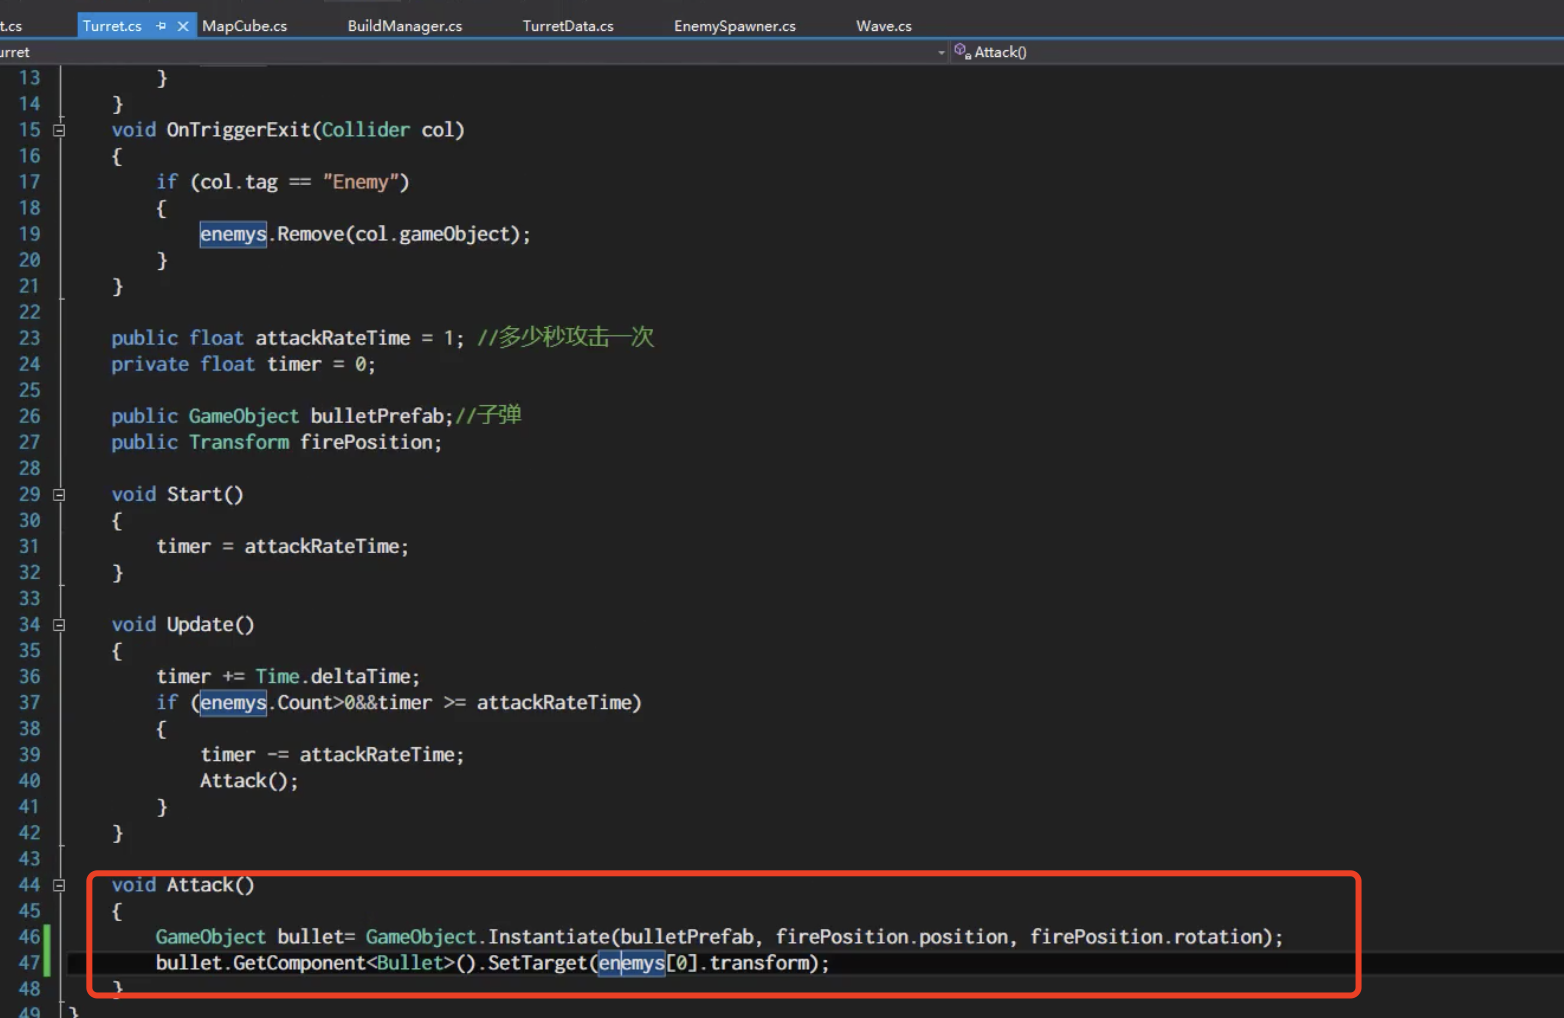 t.cs Turret.cs MapCube.cs BuildManager.cs TurretData.cs EnemySpawner.cs Wave.cs
urret Attack()
13 }
14 }
15 void OnTriggerExit(Collider col)
16 {
17 if (col.tag == "Enemy")
18 {
19 enemys.Remove(col.gameObject);
20 }
21 }
22
23 public float attackRateTime = 1; //多少秒攻击一次
24 private float timer = 0;
25
26 public GameObject bulletPrefab;//子弹
27 public Transform firePosition;
28
29 void Start()
30 {
31 timer = attackRateTime;
32 }
33
34 void Update()
35 {
36 timer += Time.deltaTime;
37 if (enemys.Count>0&&timer >= attackRateTime)
38 {
39 timer -= attackRateTime;
40 Attack();
41 }
42 }
43
44 void Attack()
45 {
46 GameObject bullet= GameObject.Instantiate(bulletPrefab, firePosition.position, firePosition.rotation);
47 bullet.GetComponent<Bullet>().SetTarget(enemys[0].transform);
48 }
49 }